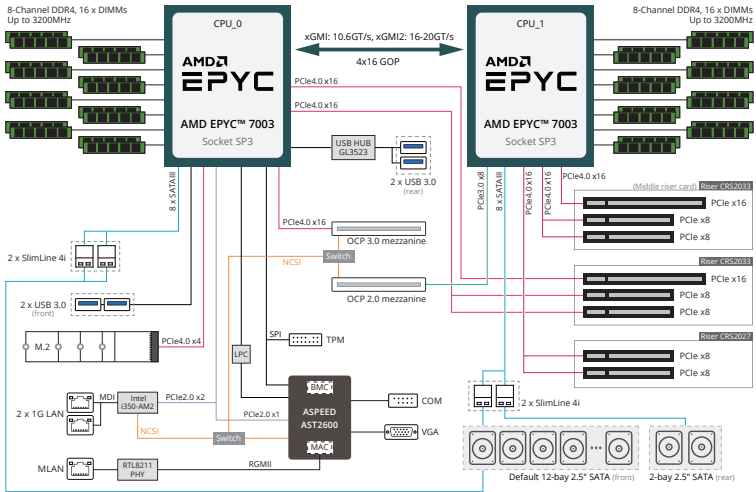 8-Channel DDR4, 16 x DIMMs
Up to 3200MHz
CPU_0
AMD
EPYC
AMD EPYC™ 7003
Socket SP3
xGMI: 10.6GT/s, xGMI2: 16-20GT/s
4x16 GOP
CPU_1
AMD
EPYC
AMD EPYC™ 7003
Socket SP3
8-Channel DDR4, 16 x DIMMs
Up to 3200MHz
PCIe4.0 x16
PCIe4.0 x16
USB HUB
GL3523
2 x USB 3.0
(rear)
8 x SATA III
PCIe3.0 x8
8 x SATA III
PCIe4.0 x16
PCIe4.0 x16
PCIe4.0 x16
(Middle riser card)
Riser CRS2033
PCIe x16
PCIe x8
PCIe x8
PCIe4.0 x16
OCP 3.0 mezzanine
Switch
NCSI
OCP 2.0 mezzanine
2 x SlimLine 4i
Riser CRS2033
PCIe x16
PCIe x8
PCIe x8
2 x USB 3.0
(front)
M.2
PCIe4.0 x4
SPI
TPM
LPC
Riser CRS2027
PCIe x8
PCIe x8
BMC
ASPEED
AST2600
MAC
COM
VGA
2 x SlimLine 4i
MDI
Intel
i350-AM2
PCIe2.0 x2
2 x 1G LAN
PCIe2.0 x1
NCSI
Switch
MLAN
RTL8211
PHY
RGMII
Default 12-bay 2.5" SATA (front)
2-bay 2.5" SATA (rear)